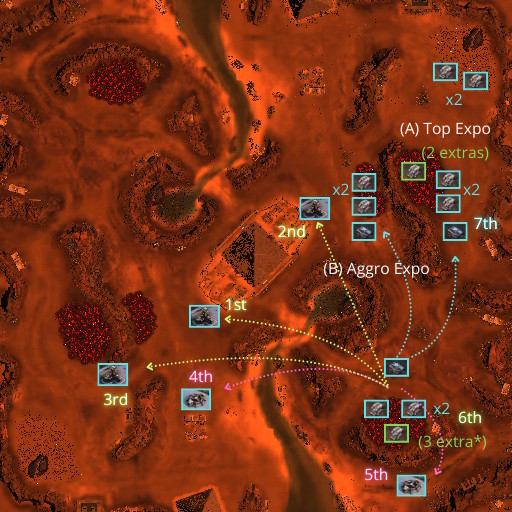 x2
(A) Top Expo
(2 extras)
x2
x2
7th
2nd
(B) Aggro Expo
1st
4th
3rd
x2
6th
(3 extra*)
5th